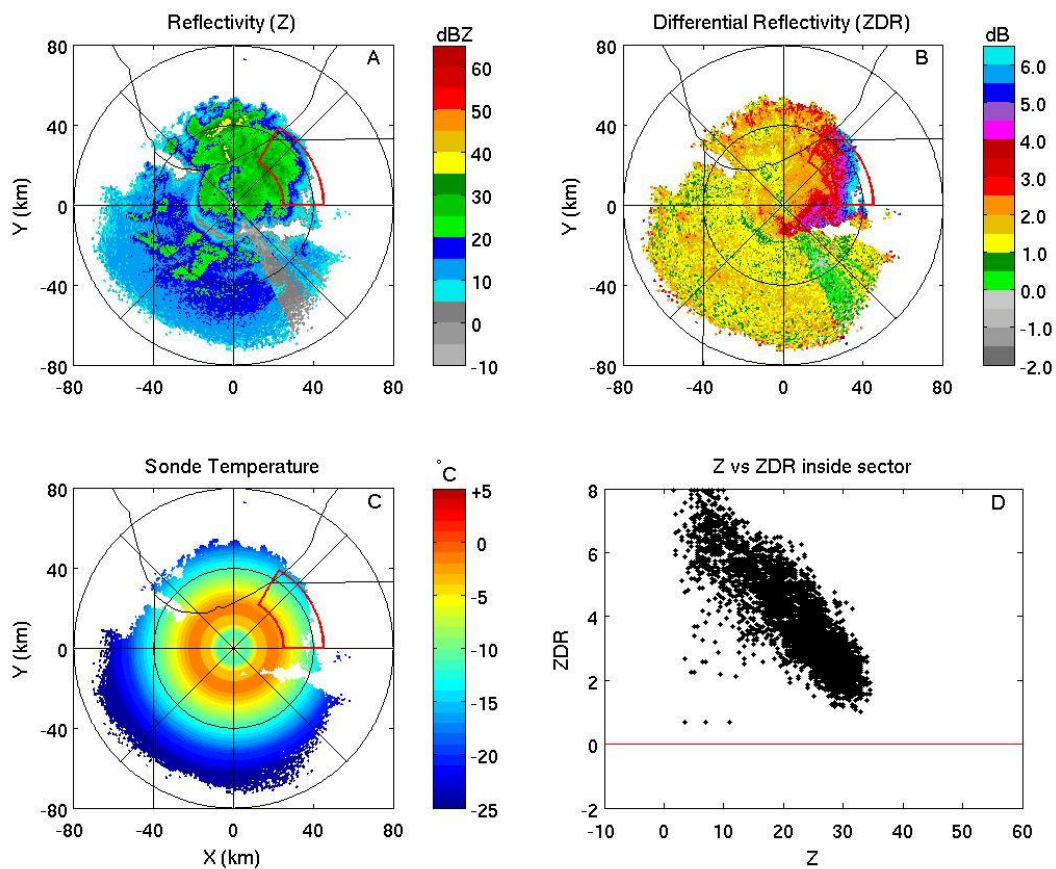 Reflectivity (Z)
dBZ
A
80
40
0
-40
-80
Y (km)
-80 -40 0 40 80
60
50
40
30
20
10
0
-10
Differential Reflectivity (ZDR)
dB
B
80
40
0
-40
-80
Y (km)
-80 -40 0 40 80
6.0
5.0
4.0
3.0
2.0
1.0
0.0
-1.0
-2.0
Sonde Temperature
°C
C
80
40
0
-40
-80
Y (km)
-80 -40 0 40 80
X (km)
+5
0
-5
-10
-15
-20
-25
Z vs ZDR inside sector
D
8
6
4
2
0
-2
ZDR
-10 0 10 20 30 40 50 60
Z